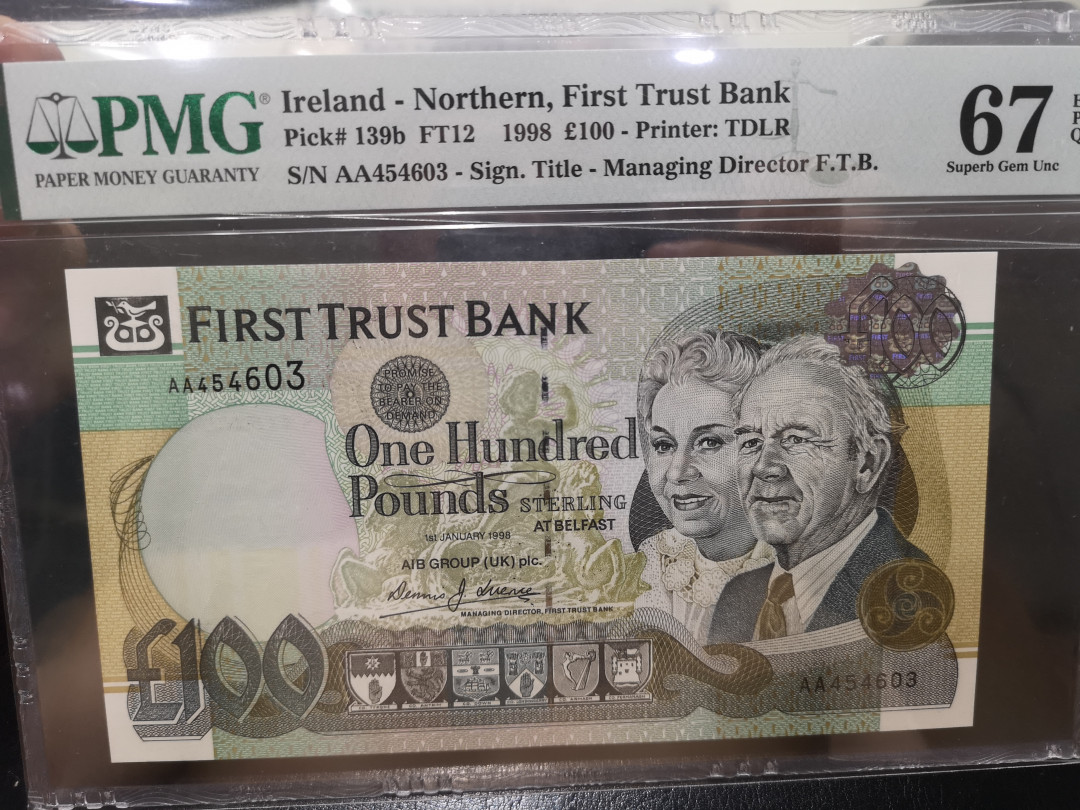 PMG®
PAPER MONEY GUARANTY
Ireland - Northern, First Trust Bank
Pick# 139b FT12 1998 £100 - Printer: TDLR
S/N AA454603 - Sign. Title - Managing Director F.T.B.
67
Superb Gem Unc
FIRST TRUST BANK
AA454603
PROMISE
TO PAY THE
BEARER ON
DEMAND
One Hundred
Pounds STERLING
AT BELFAST
1st JANUARY 1998
AIB GROUP (UK) plc.
MANAGING DIRECTOR, FIRST TRUST BANK
£100
£100
AA454603